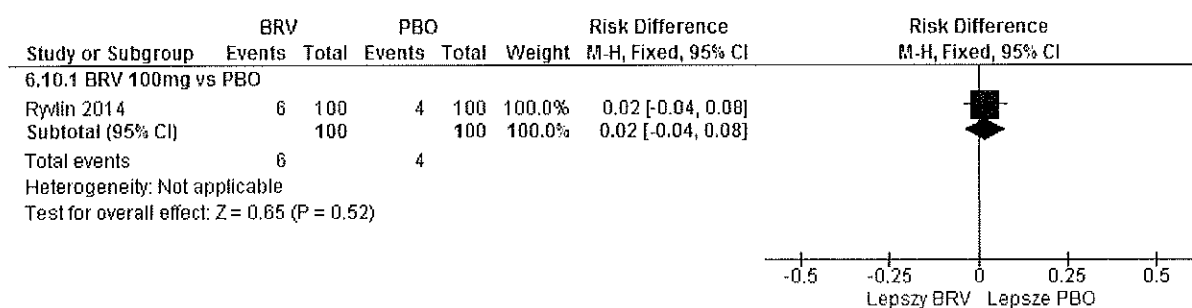 BRV PBO Risk Difference Risk Difference
Study or Subgroup Events Total Events Total Weight M-H, Fixed, 95% CI M-H, Fixed, 95% CI
6.10.1 BRV 100mg vs PBO
Ryvlin 2014 6 100 4 100 100.0% 0.02 [-0.04, 0.08]
Subtotal (95% CI) 100 100 100.0% 0.02 [-0.04, 0.08]
Total events 6 4
Heterogeneity: Not applicable
Test for overall effect: Z = 0.65 (P = 0.52)
-0.5 -0.25 0 0.25 0.5
Lepszy BRV Lepsze PBO